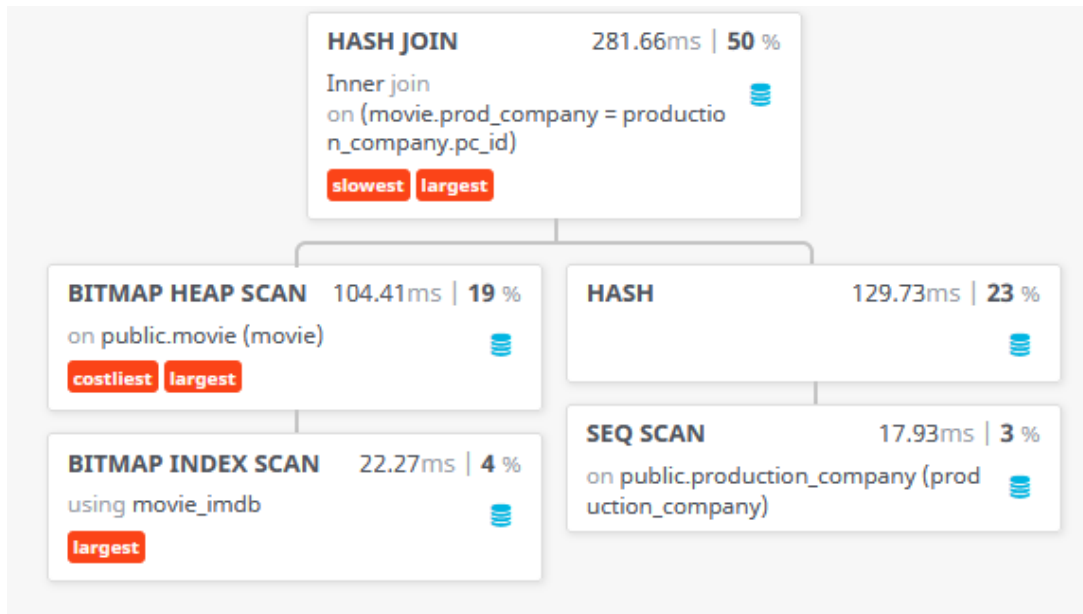 HASH JOIN 281.66ms | 50 %
Inner join
on (movie.prod_company = productio
n_company.pc_id)
slowest largest
BITMAP HEAP SCAN 104.41ms | 19 %
on public.movie (movie)
costliest largest
HASH 129.73ms | 23 %
BITMAP INDEX SCAN 22.27ms | 4 %
using movie_imdb
largest
SEQ SCAN 17.93ms | 3 %
on public.production_company (prod
uction_company)